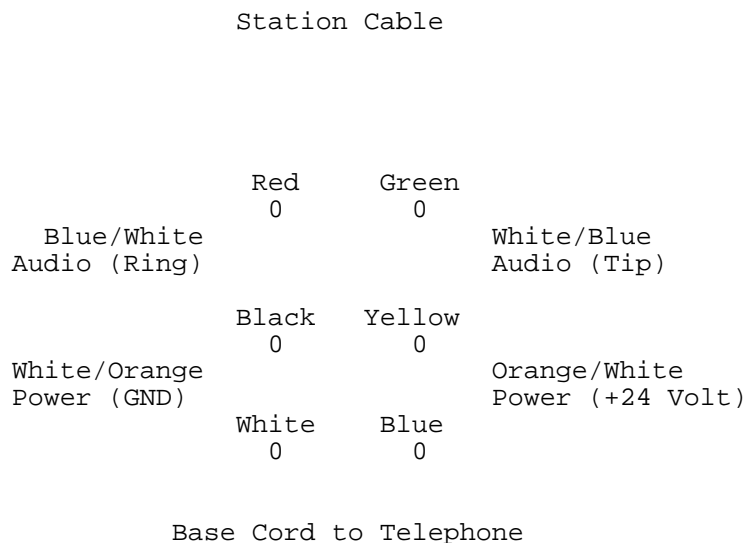 Station Cable
Red Green
0 0
Blue/White White/Blue
Audio (Ring) Audio (Tip)
Black Yellow
0 0
White/Orange Orange/White
Power (GND) Power (+24 Volt)
White Blue
0 0
Base Cord to Telephone